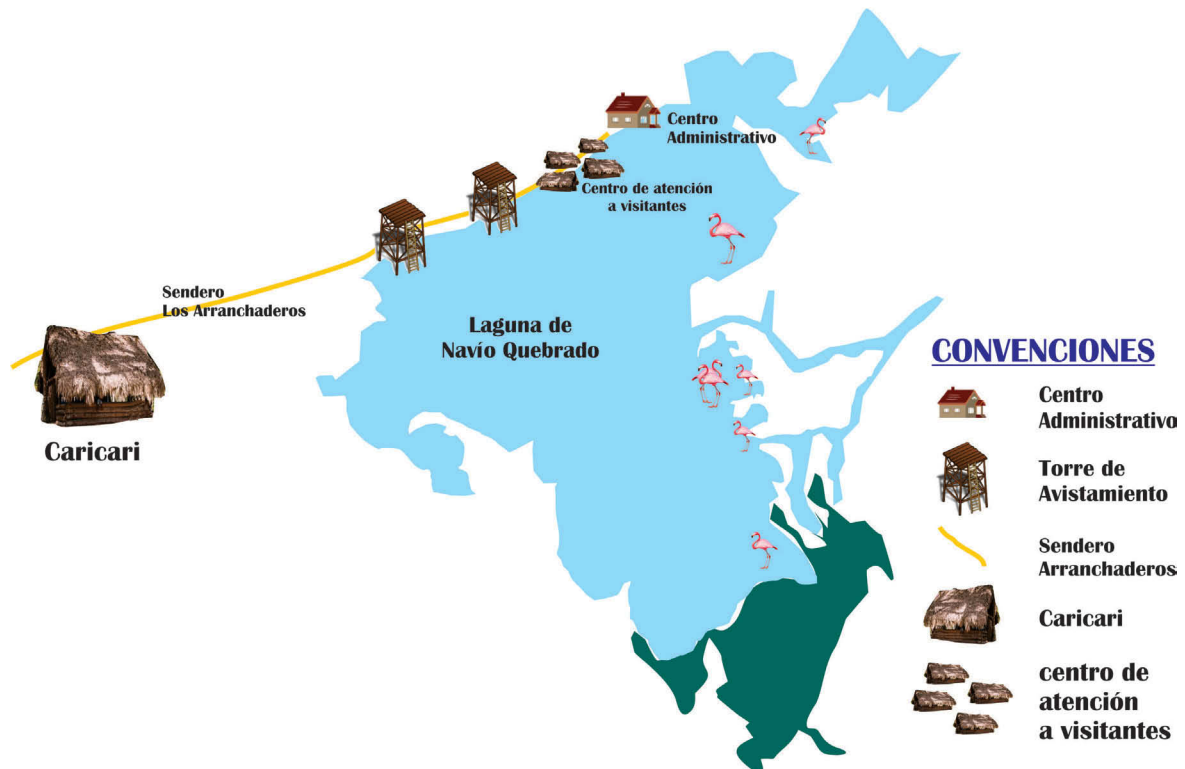 Centro
Administrativo
Centro de atención
a visitantes
Sendero
Los Arranchaderos
Laguna de
Navío Quebrado
Caricari
CONVENCIONES
Centro
Administrativo
Torre de
Avistamiento
Sendero
Arranchaderos
Caricari
centro de
atención
a visitantes